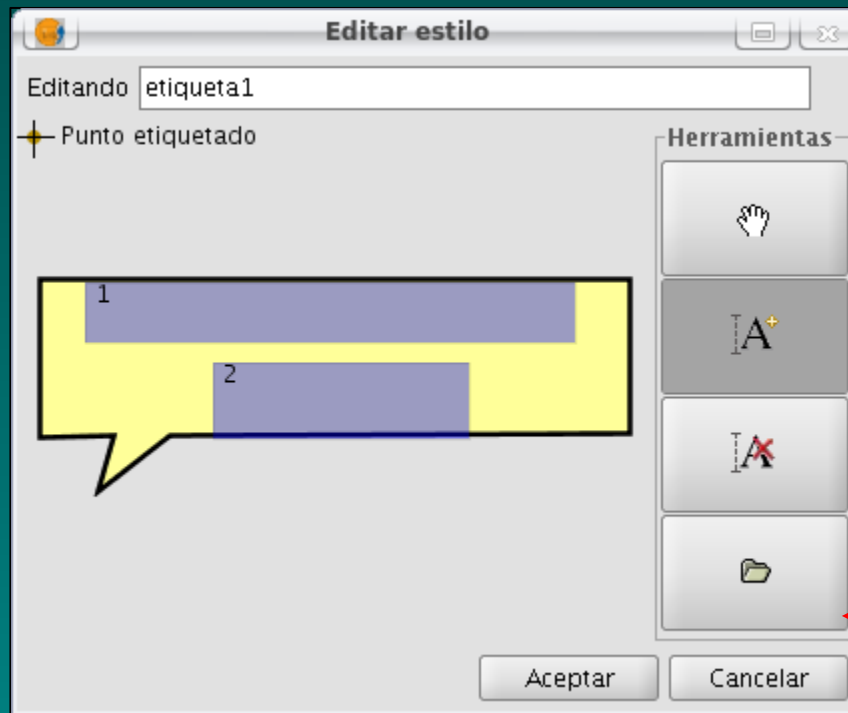 Editar estilo
Editando etiqueta1
Punto etiquetado
Herramientas
1
2
A
A
Aceptar
Cancelar